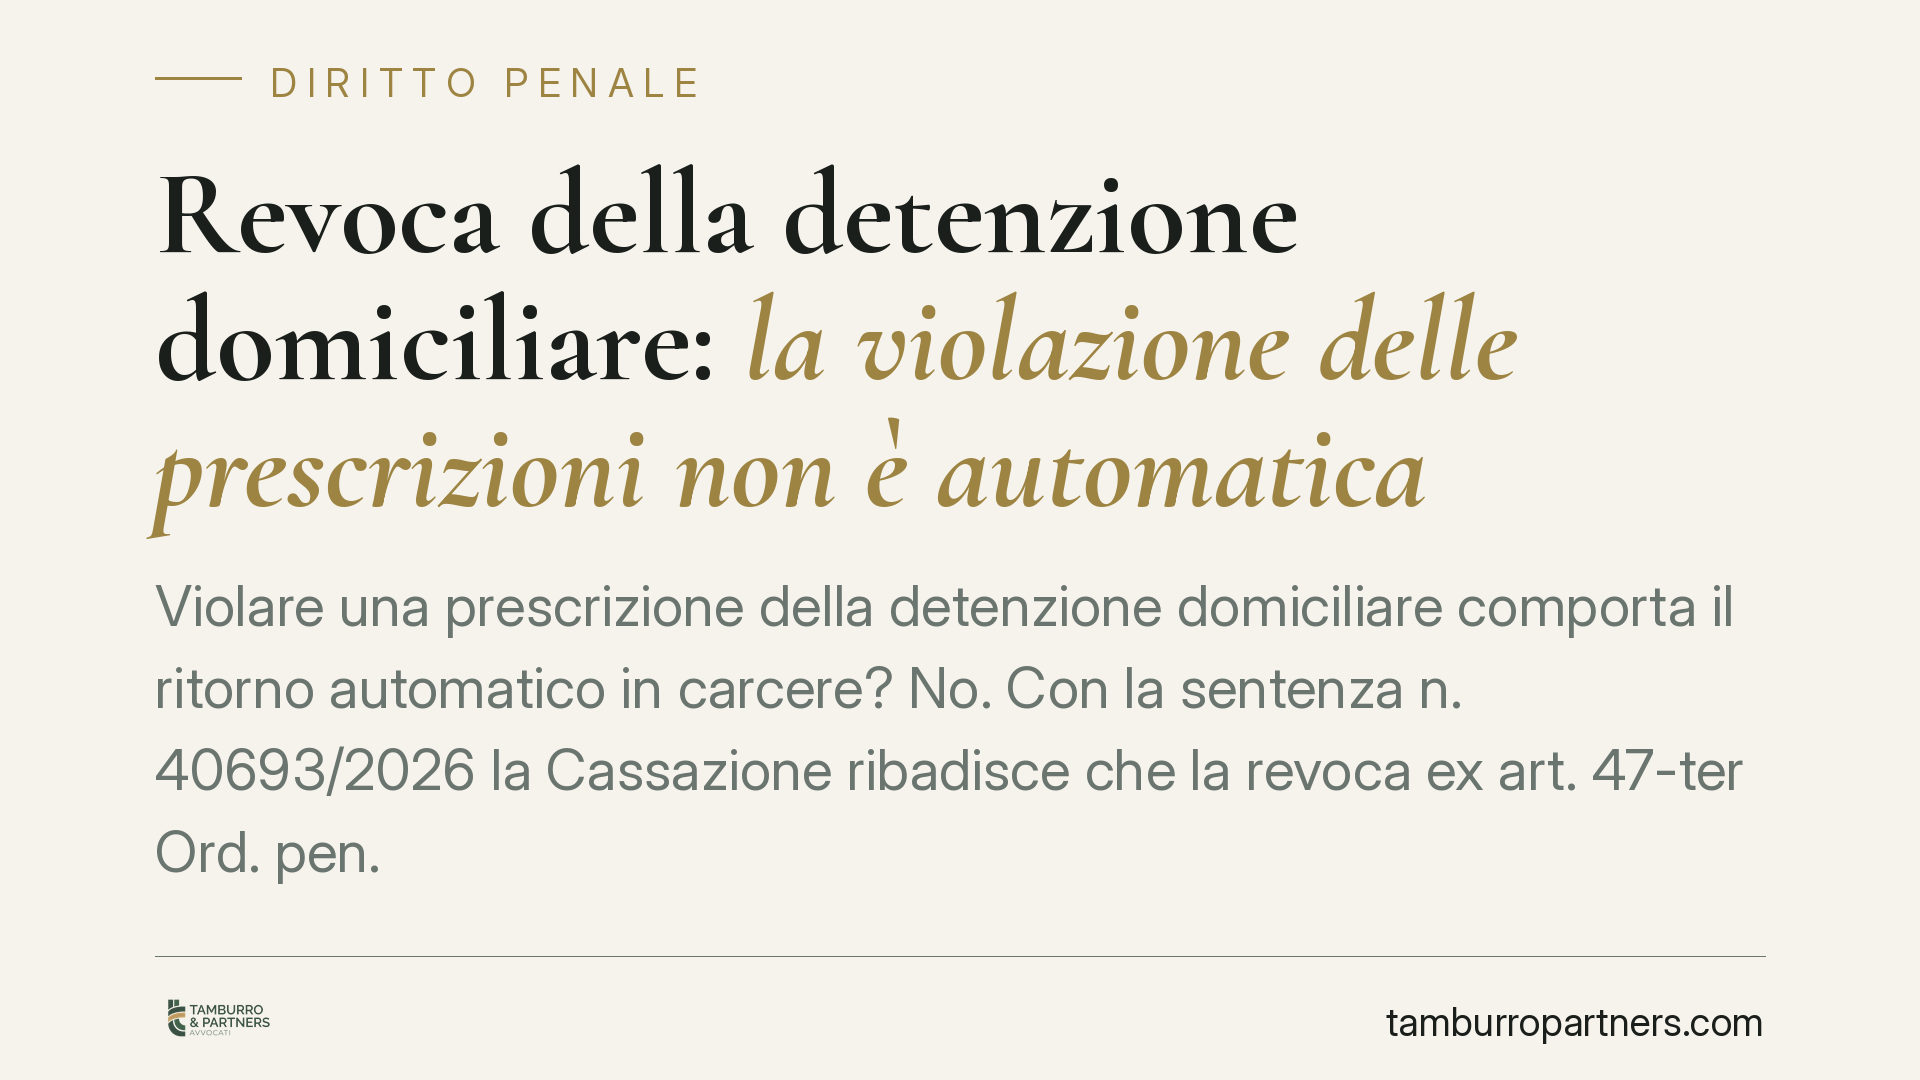 DIRITTO PENALE
Revoca della detenzione
domiciliare: la violazione delle
prescrizioni non è automatica
Violare una prescrizione della detenzione domiciliare comporta il
ritorno automatico in carcere? No. Con la sentenza n.
40693/2026 la Cassazione ribadisce che la revoca ex art. 47-ter
Ord. pen.
TAMBURRO
& PARTNERS
AVVOCATI
tamburropartners.com